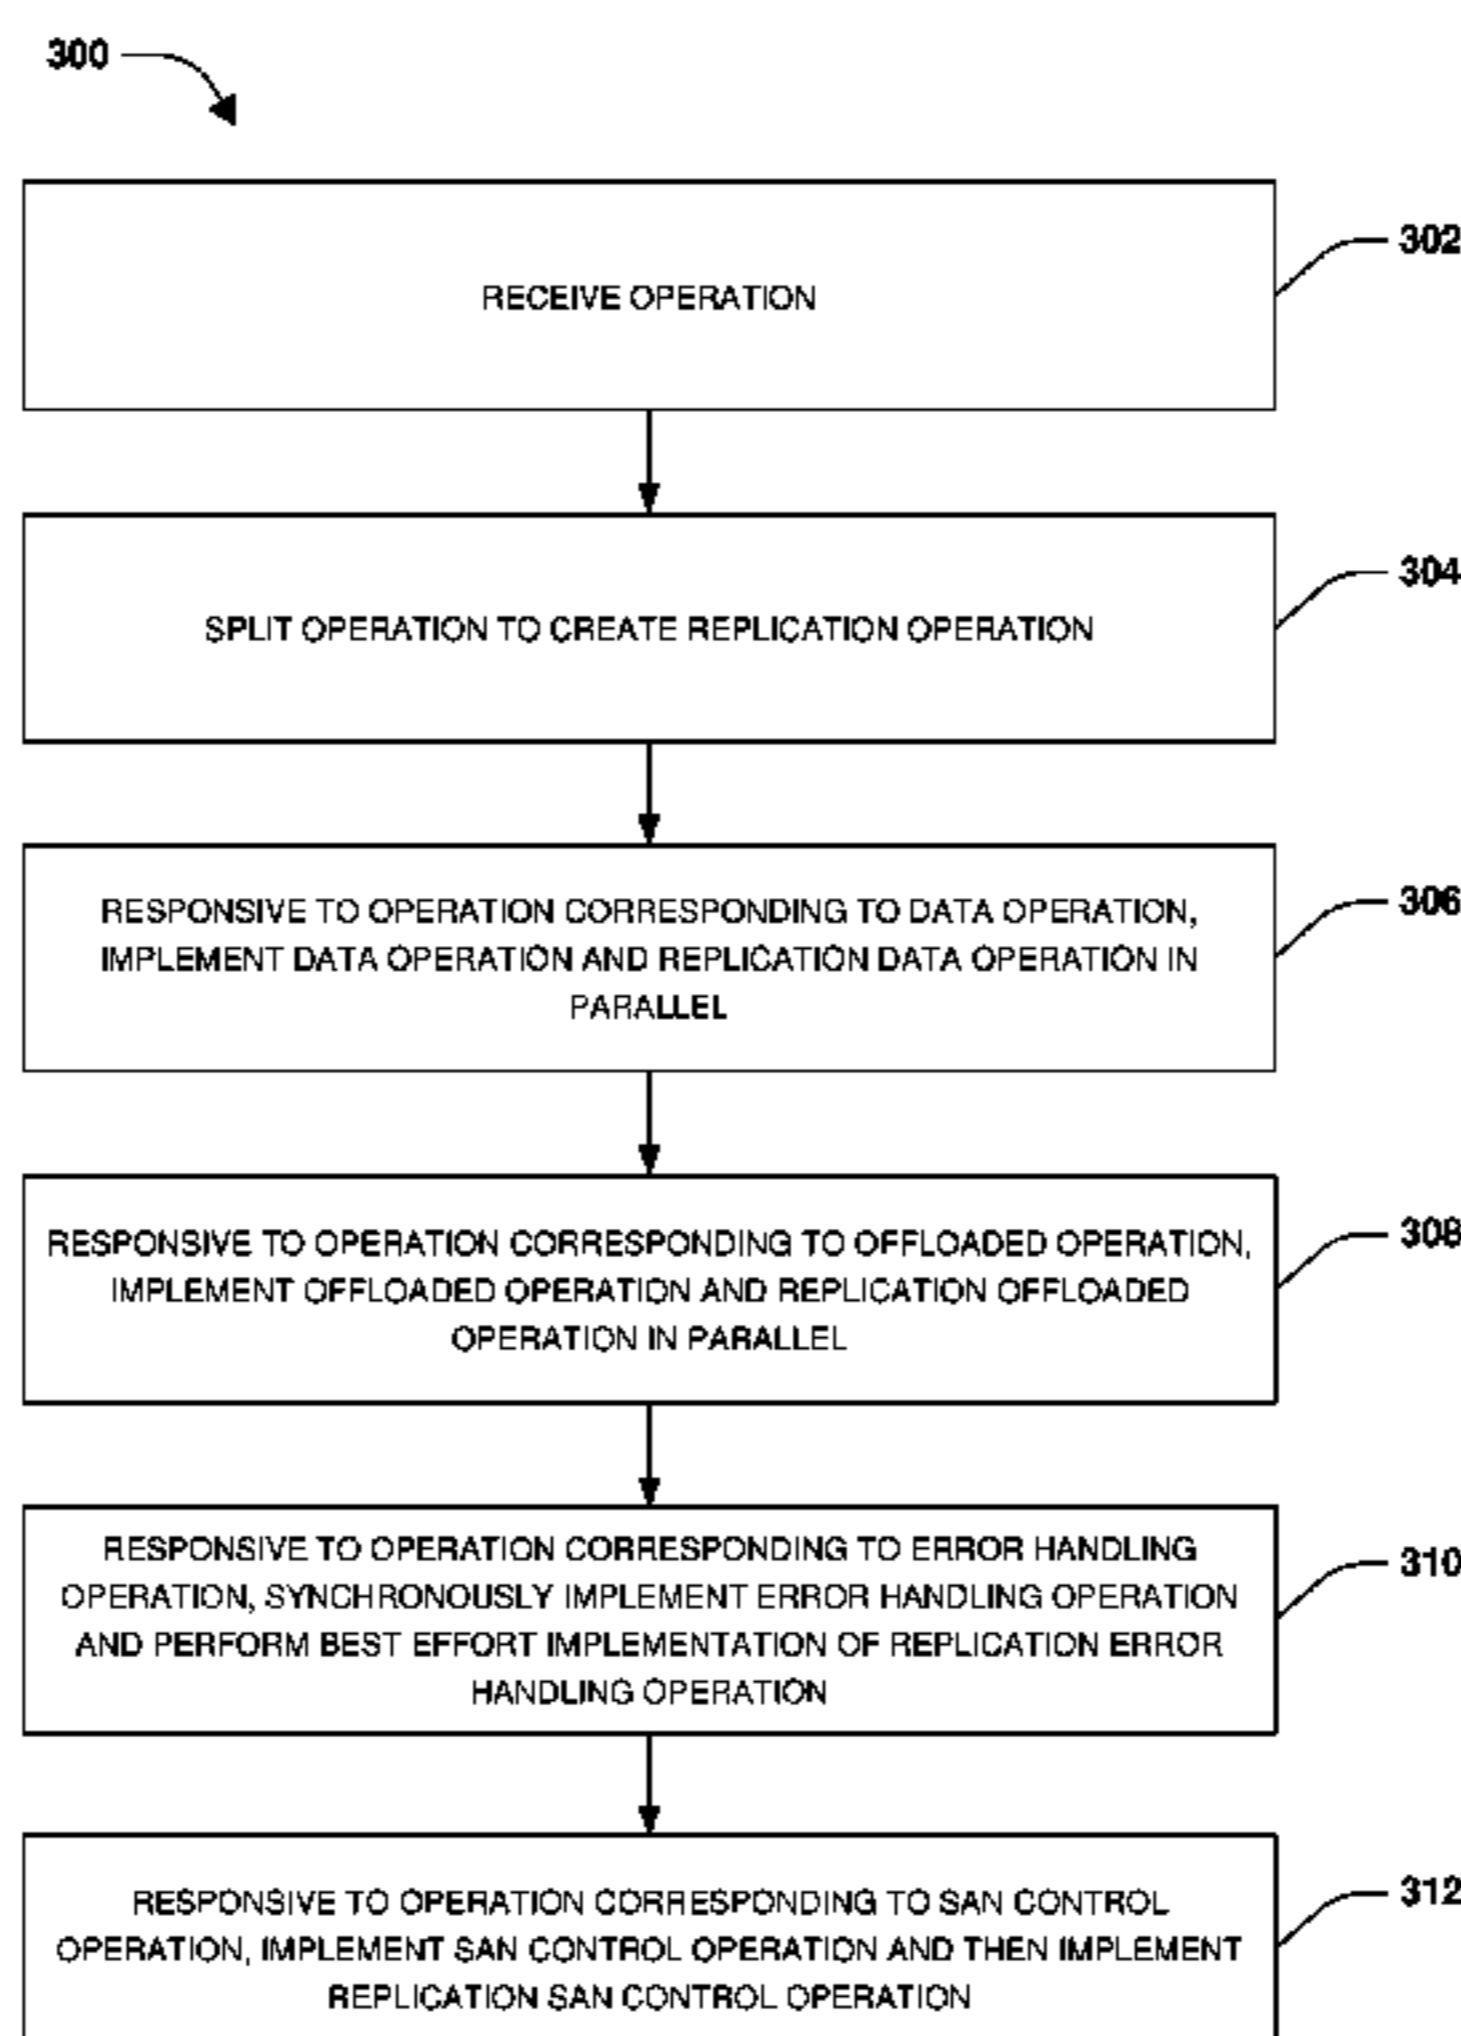 300
RECEIVE OPERATION
302
SPLIT OPERATION TO CREATE REPLICATION OPERATION
304
RESPONSIVE TO OPERATION CORRESPONDING TO DATA OPERATION,
IMPLEMENT DATA OPERATION AND REPLICATION DATA OPERATION IN
PARALLEL
306
RESPONSIVE TO OPERATION CORRESPONDING TO OFFLOADED OPERATION,
IMPLEMENT OFFLOADED OPERATION AND REPLICATION OFFLOADED
OPERATION IN PARALLEL
308
RESPONSIVE TO OPERATION CORRESPONDING TO ERROR HANDLING
OPERATION, SYNCHRONOUSLY IMPLEMENT ERROR HANDLING OPERATION
AND PERFORM BEST EFFORT IMPLEMENTATION OF REPLICATION ERROR
HANDLING OPERATION
310
RESPONSIVE TO OPERATION CORRESPONDING TO SAN CONTROL
OPERATION, IMPLEMENT SAN CONTROL OPERATION AND THEN IMPLEMENT
REPLICATION SAN CONTROL OPERATION
312